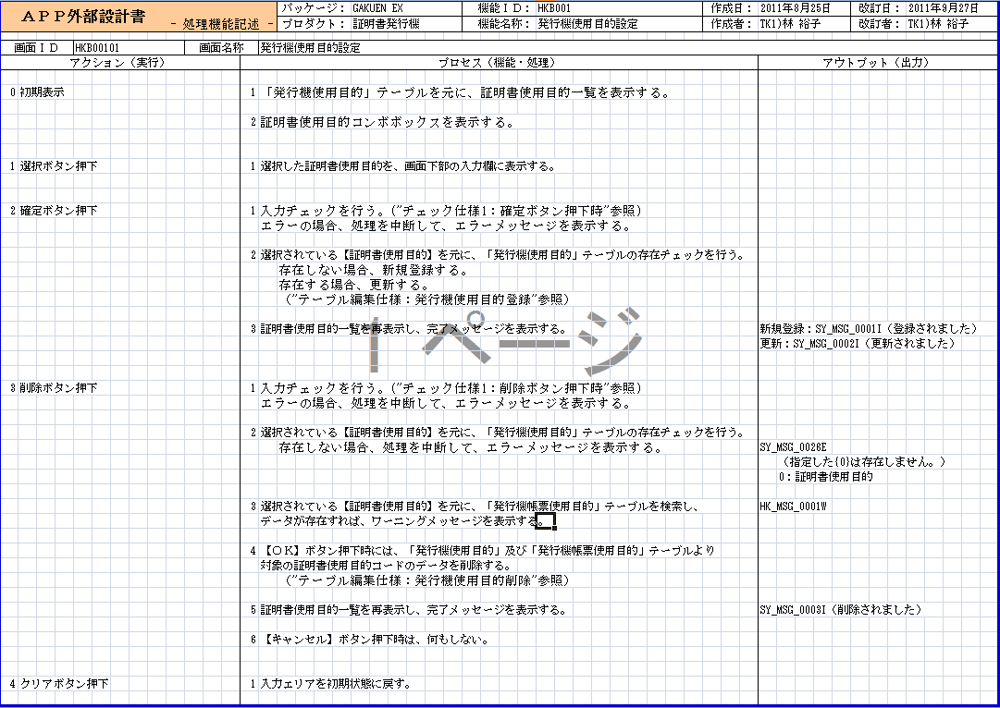 ＡＰＰ外部設計書 - 処理機能記述 -
パッケージ： GAKUEN EX 機能ＩＤ： HKB001 作成日： 2011年8月25日 改訂日： 2011年9月27日
プロダクト： 証明書発行機 機能名称： 発行機使用目的設定 作成者： TK1)林 裕子 改訂者： TK1)林 裕子
画面ＩＤ HKB00101 画面名称 発行機使用目的設定
アクション（実行） プロセス（機能・処理） アウトプット（出力）
0 初期表示 1 「発行機使用目的」テーブルを元に、証明書使用目的一覧を表示する。
2 証明書使用目的コンボボックスを表示する。
1 選択ボタン押下 1 選択した証明書使用目的を、画面下部の入力欄に表示する。
2 確定ボタン押下 1 入力チェックを行う。("チェック仕様1：確定ボタン押下時"参照)
エラーの場合、処理を中断して、エラーメッセージを表示する。
2 選択されている【証明書使用目的】を元に、「発行機使用目的」テーブルの存在チェックを行う。
存在しない場合、新規登録する。
存在する場合、更新する。
("テーブル編集仕様：発行機使用目的登録"参照)
3 証明書使用目的一覧を再表示し、完了メッセージを表示する。 新規登録：SY_MSG_0001I（登録されました）
更新：SY_MSG_0002I（更新されました）
1 ページ
3 削除ボタン押下 1 入力チェックを行う。("チェック仕様1：削除ボタン押下時"参照)
エラーの場合、処理を中断して、エラーメッセージを表示する。
2 選択されている【証明書使用目的】を元に、「発行機使用目的」テーブルの存在チェックを行う。
存在しない場合、処理を中断して、エラーメッセージを表示する。 SY_MSG_0026E
（指定した{0}は存在しません。）
0：証明書使用目的
3 選択されている【証明書使用目的】を元に、「発行機帳票使用目的」テーブルを検索し、 HK_MSG_0001W
データが存在すれば、ワーニングメッセージを表示する。
4 【ＯＫ】ボタン押下時には、「発行機使用目的」及び「発行機帳票使用目的」テーブルより
対象の証明書使用目的コードのデータを削除する。
("テーブル編集仕様：発行機使用目的削除"参照)
5 証明書使用目的一覧を再表示し、完了メッセージを表示する。 SY_MSG_0003I（削除されました）
6 【キャンセル】ボタン押下時は、何もしない。
4 クリアボタン押下 1 入力エリアを初期状態に戻す。